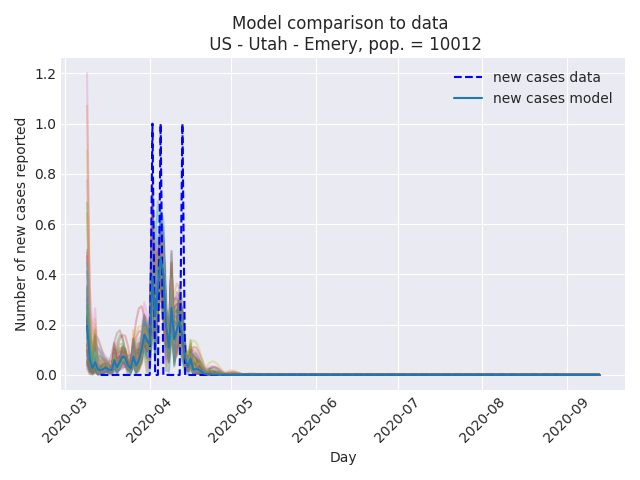 Model comparison to data
US - Utah - Emery, pop. = 10012
new cases data
new cases model
Number of new cases reported
1.2
1.0
0.8
0.6
0.4
0.2
0.0
2020-03
2020-04
2020-05
2020-06
2020-07
2020-08
2020-09
Day